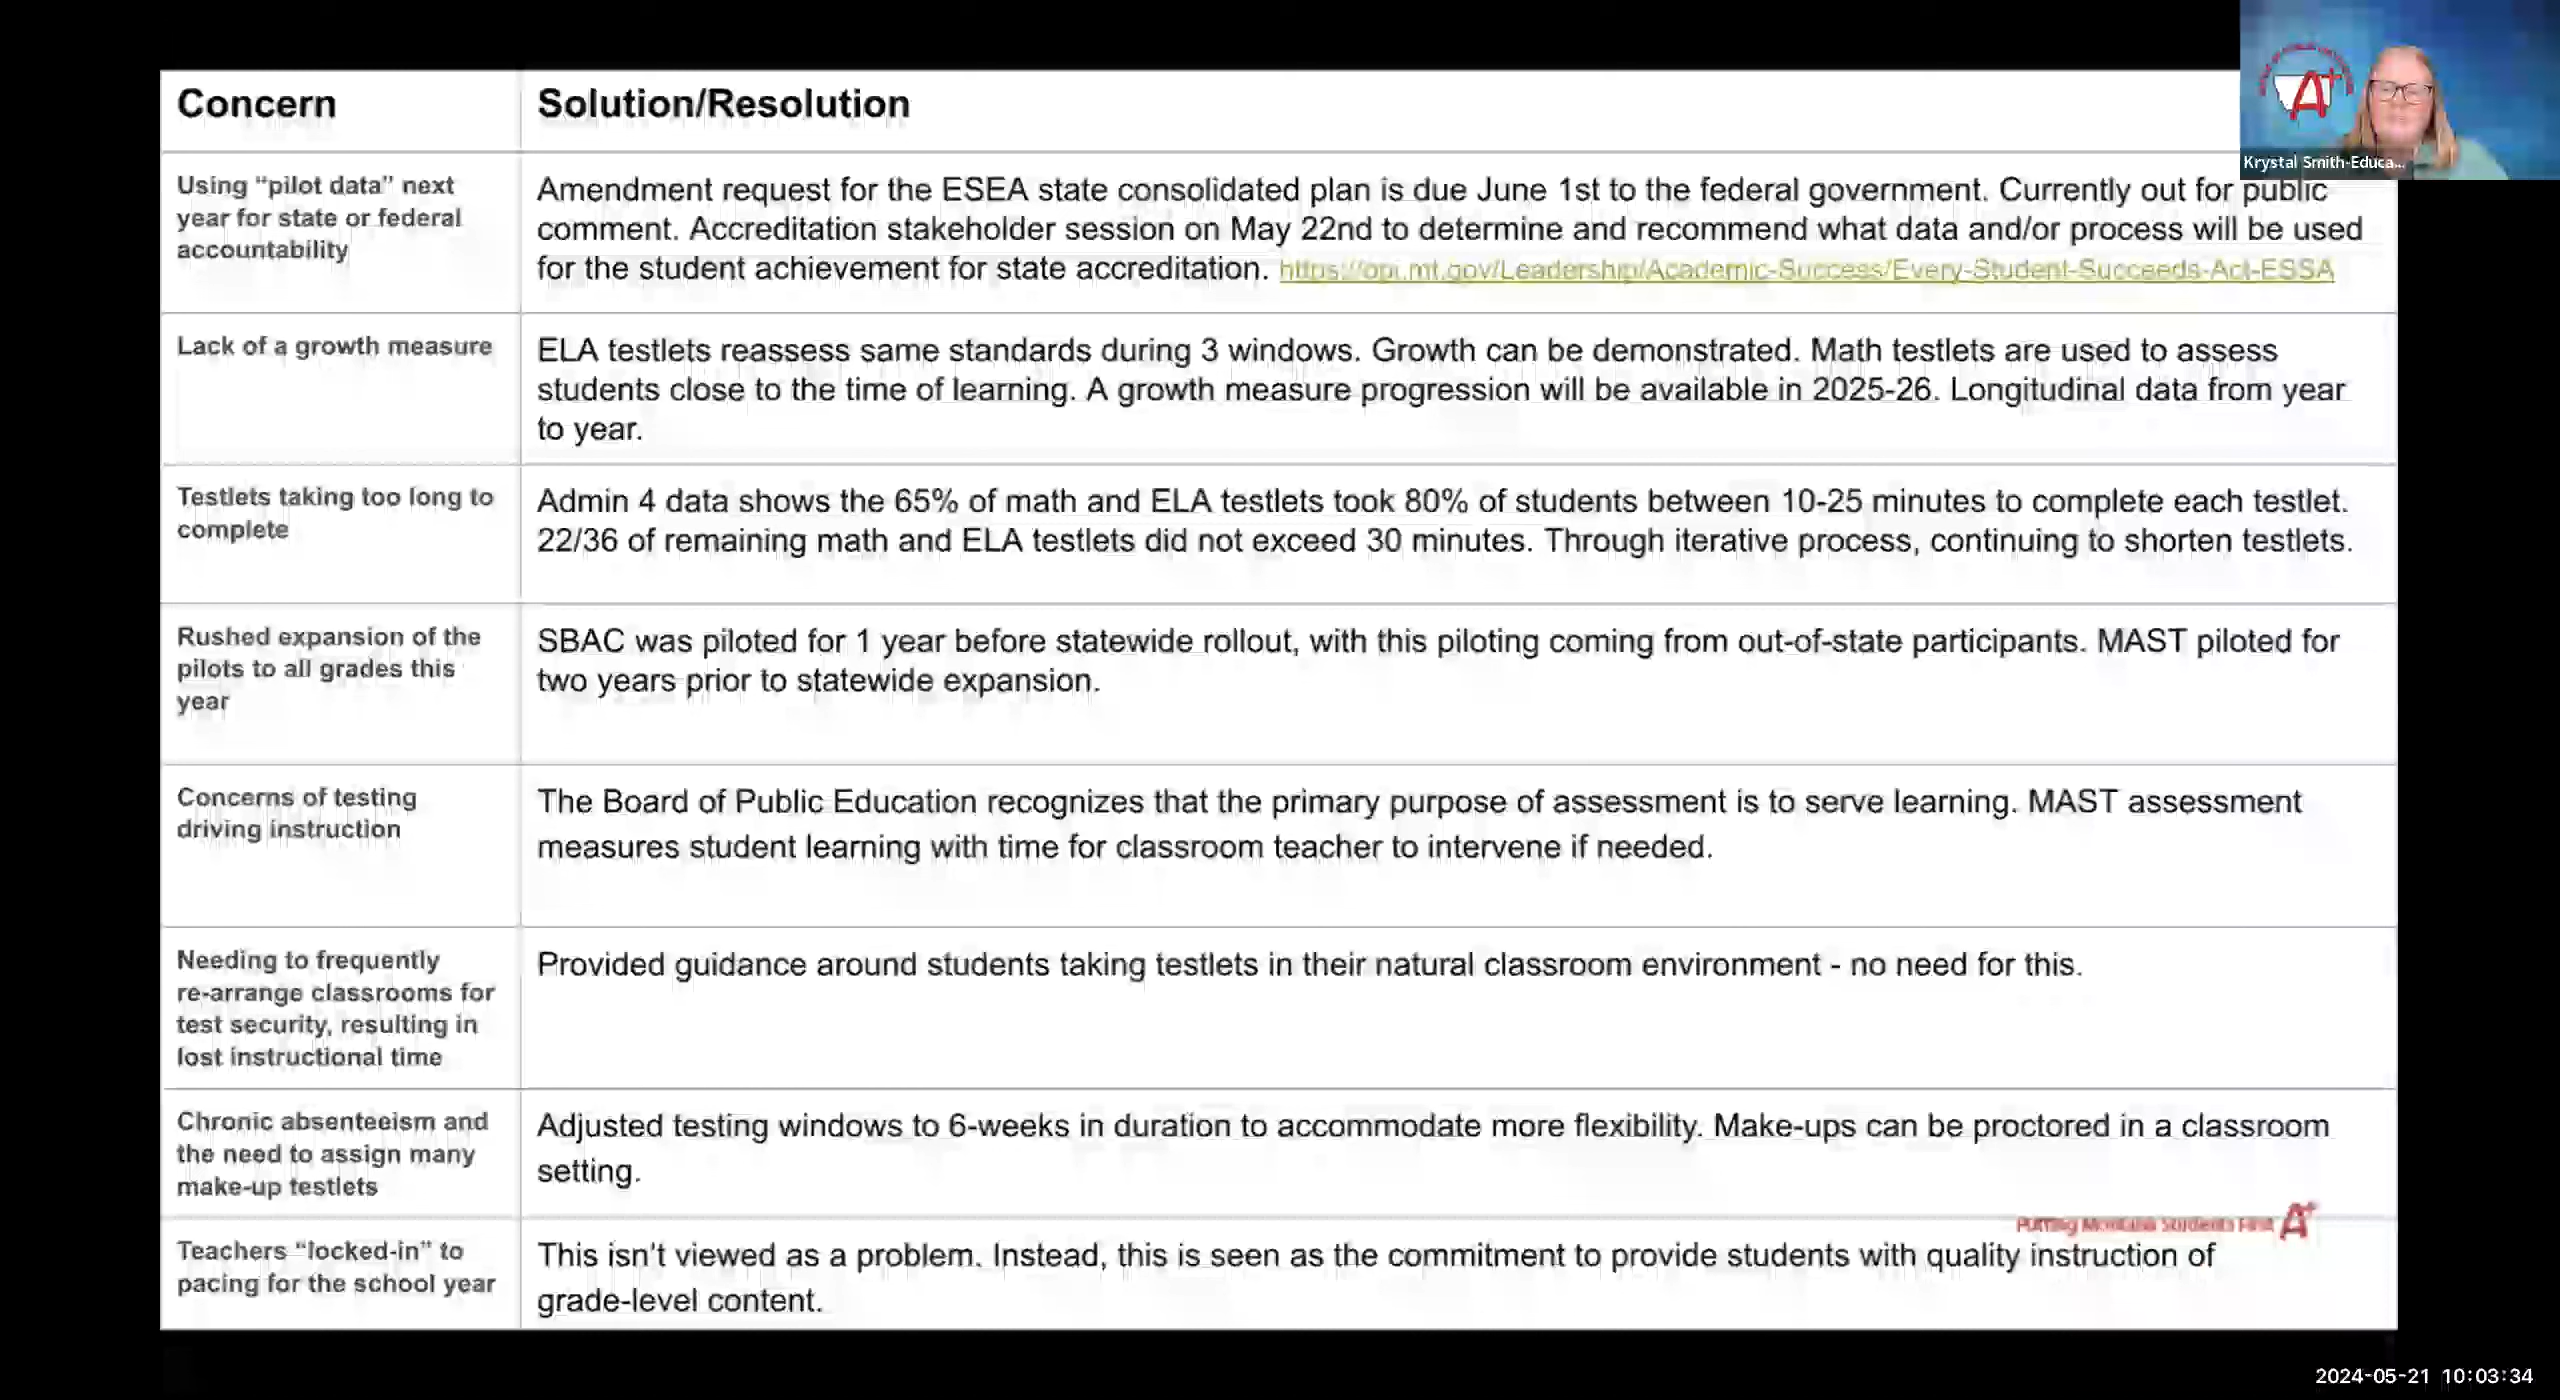 Concern
Solution/Resolution
Using “pilot data” next
year for state or federal
accountability
Amendment request for the ESEA state consolidated plan is due June 1st to the federal government. Currently out for public
comment. Accreditation stakeholder session on May 22nd to determine and recommend what data and/or process will be used
for the student achievement for state accreditation. https://opi.mt.gov/Leadership/Academic-Success/Every-Student-Succeeds-Act-ESSA
Lack of a growth measure
ELA testlets reassess same standards during 3 windows. Growth can be demonstrated. Math testlets are used to assess
students close to the time of learning. A growth measure progression will be available in 2025-26. Longitudinal data from year
to year.
Testlets taking too long to
complete
Admin 4 data shows the 65% of math and ELA testlets took 80% of students between 10-25 minutes to complete each testlet.
22/36 of remaining math and ELA testlets did not exceed 30 minutes. Through iterative process, continuing to shorten testlets.
Rushed expansion of the
pilots to all grades this
year
SBAC was piloted for 1 year before statewide rollout, with this piloting coming from out-of-state participants. MAST piloted for
two years prior to statewide expansion.
Concerns of testing
driving instruction
The Board of Public Education recognizes that the primary purpose of assessment is to serve learning. MAST assessment
measures student learning with time for classroom teacher to intervene if needed.
Needing to frequently
re-arrange classrooms for
test security, resulting in
lost instructional time
Provided guidance around students taking testlets in their natural classroom environment - no need for this.
Chronic absenteeism and
the need to assign many
make-up testlets
Adjusted testing windows to 6-weeks in duration to accommodate more flexibility. Make-ups can be proctored in a classroom
setting.
Putting Montana Students First A+
Teachers “locked-in” to
pacing for the school year
This isn't viewed as a problem. Instead, this is seen as the commitment to provide students with quality instruction of
grade-level content.
A+
Krystal Smith-Educa...
2024-05-21 10:03:34